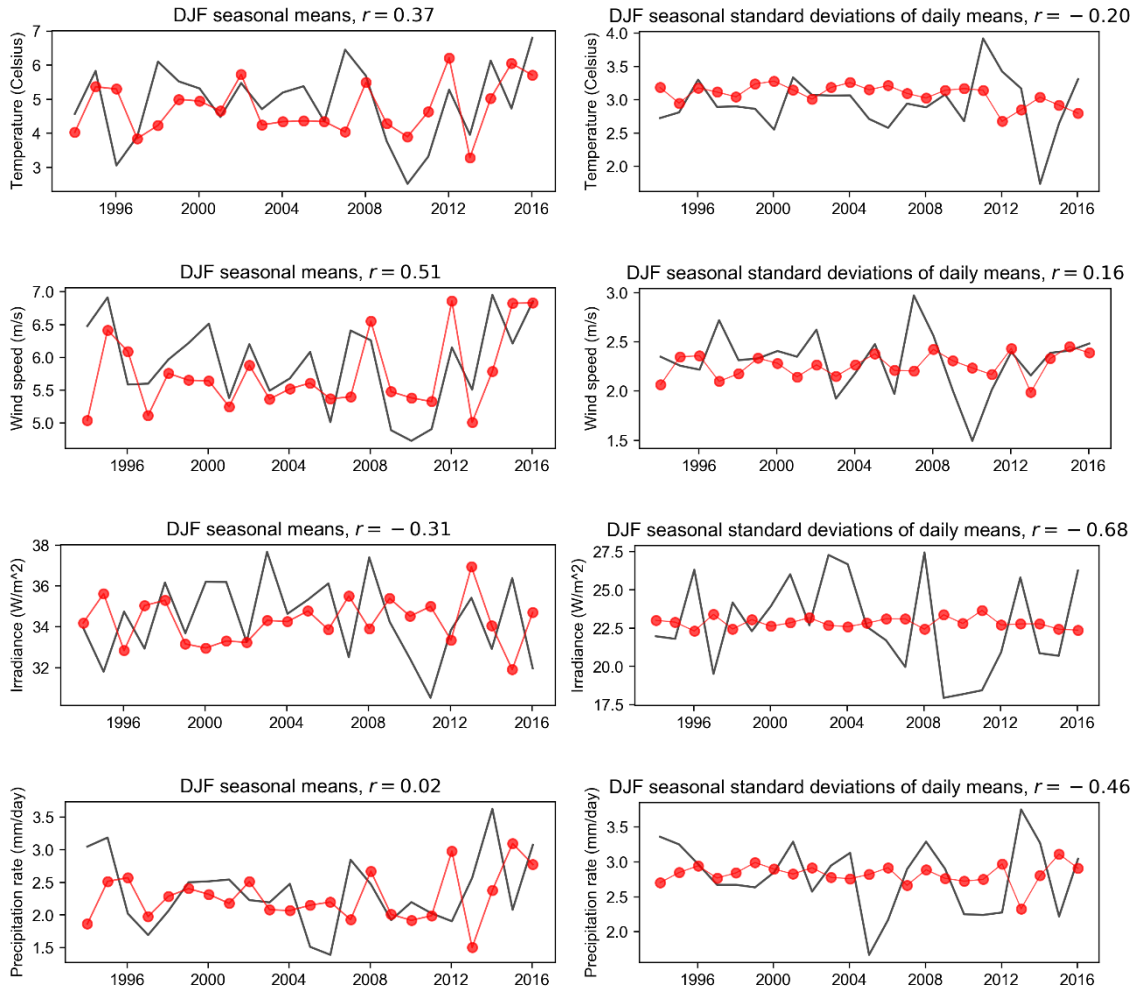 DJF seasonal means, r = 0.37
Temperature (Celsius)
7
6
5
4
3
1996 2000 2004 2008 2012 2016
DJF seasonal standard deviations of daily means, r = − 0.20
Temperature (Celsius)
4.0
3.5
3.0
2.5
2.0
1996 2000 2004 2008 2012 2016
DJF seasonal means, r = 0.51
Wind speed (m/s)
7.0
6.5
6.0
5.5
5.0
1996 2000 2004 2008 2012 2016
DJF seasonal standard deviations of daily means, r = 0.16
Wind speed (m/s)
3.0
2.5
2.0
1.5
1996 2000 2004 2008 2012 2016
DJF seasonal means, r = − 0.31
Irradiance (W/m^2)
38
36
34
32
1996 2000 2004 2008 2012 2016
DJF seasonal standard deviations of daily means, r = − 0.68
Irradiance (W/m^2)
27.5
25.0
22.5
20.0
17.5
1996 2000 2004 2008 2012 2016
DJF seasonal means, r = 0.02
Precipitation rate (mm/day)
3.5
3.0
2.5
2.0
1.5
1996 2000 2004 2008 2012 2016
DJF seasonal standard deviations of daily means, r = − 0.46
Precipitation rate (mm/day)
3.5
3.0
2.5
2.0
1996 2000 2004 2008 2012 2016